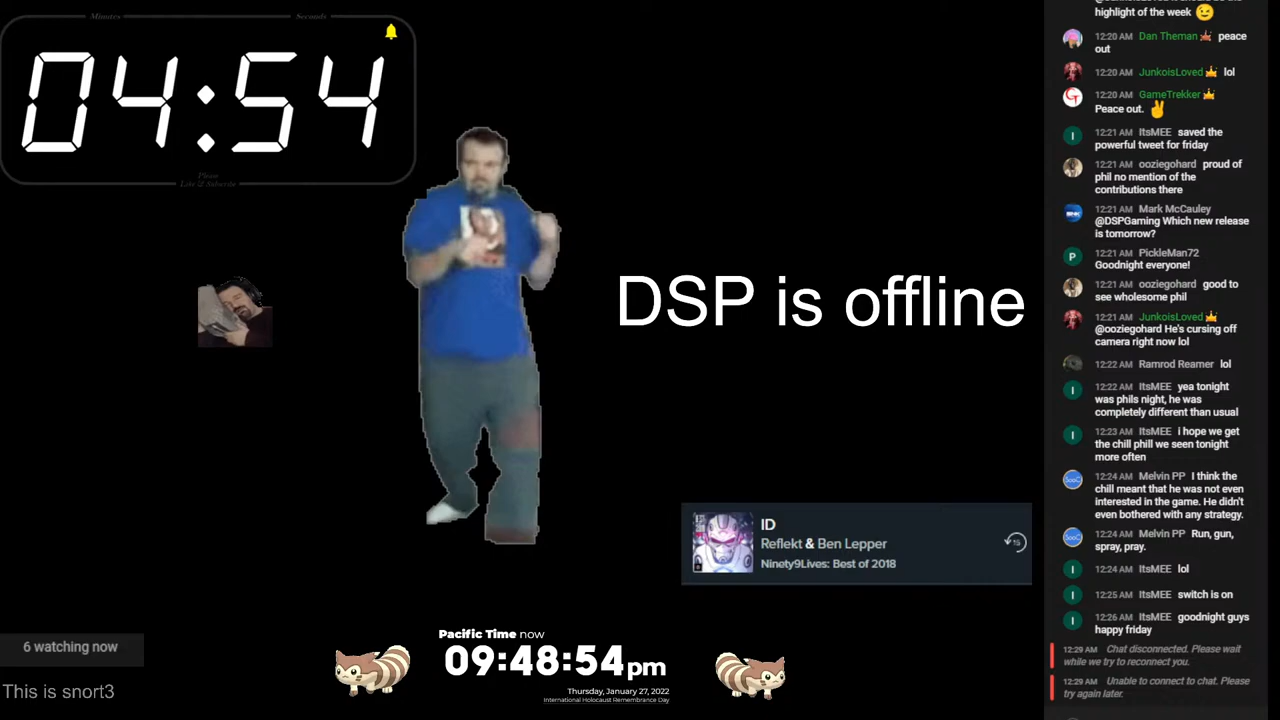 Minutes
Seconds
04:54
Please
Like & Subscribe
DSP is offline
ID
Reflekt & Ben Lepper
Ninety9Lives: Best of 2018
15
6 watching now
This is snort3
Pacific Time now
09:48:54pm
Thursday, January 27, 2022
International Holocaust Remembrance Day
highlight of the week 😉
12:20 AM Dan Theman peace
out
12:20 AM JunkoisLoved lol
12:20 AM GameTrekker
Peace out. ✌
12:21 AM ItsMEE saved the
powerful tweet for friday
12:21 AM ooziegohard proud of
phil no mention of the
contributions there
12:21 AM Mark McCauley
@DSPGaming Which new release
is tomorrow?
12:21 AM PickleMan72
Goodnight everyone!
12:21 AM ooziegohard good to
see wholesome phil
12:21 AM JunkoisLoved
@ooziegohard He's cursing off
camera right now lol
12:22 AM Ramrod Reamer lol
12:22 AM ItsMEE yea tonight
was phils night, he was
completely different than usual
12:23 AM ItsMEE i hope we get
the chill phill we seen tonight
more often
12:24 AM Melvin PP I think the
chill meant that he was not even
interested in the game. He didn't
even bothered with any strategy.
12:24 AM Melvin PP Run, gun,
spray, pray.
12:24 AM ItsMEE lol
12:25 AM ItsMEE switch is on
12:26 AM ItsMEE goodnight guys
happy friday
12:29 AM Chat disconnected. Please wait
while we try to reconnect you.
12:29 AM Unable to connect to chat. Please
try again later.